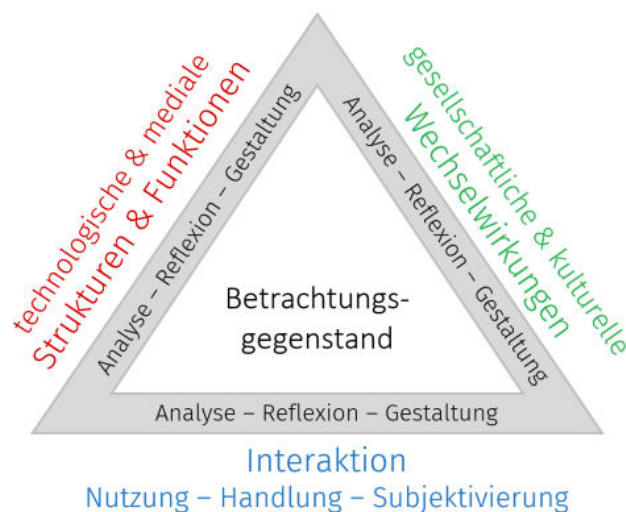 technologische & mediale
Strukturen & Funktionen
Analyse – Reflexion – Gestaltung
gesellschaftliche & kulturelle
Wechselwirkungen
Analyse – Reflexion – Gestaltung
Betrachtungs-
gegenstand
Analyse – Reflexion – Gestaltung
Interaktion
Nutzung – Handlung – Subjektivierung